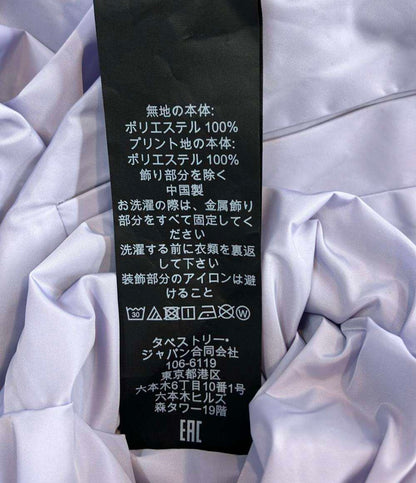 無地の本体:
ポリエステル 100%
プリント地の本体:
ポリエステル 100%
飾り部分を除く
中国製
お洗濯の際は、金属飾り
部分をすべて固定してく
ださい
洗濯する前に衣類を裏返
して下さい
装飾部分のアイロンは避
けること
30 W
タペストリー・
ジャパン合同会社
106-6119
東京都港区
六本木6丁目10番1号
六本木ヒルズ
森タワー19階
EAC